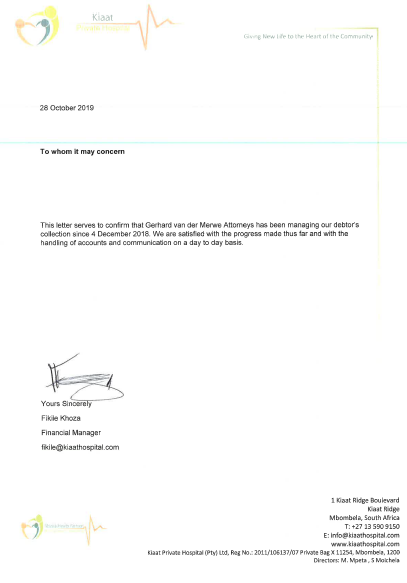 Kiaat
Private Hospital
Giving New Life to the Heart of the Community
28 October 2019
To whom it may concern
This letter serves to confirm that Gerhard van der Merwe Attorneys has been managing our debtor's
collection since 4 December 2018. We are satisfied with the progress made thus far and with the
handling of accounts and communication on a day to day basis.
Yours Sincerely
Fikile Khoza
Financial Manager
fikile@kiaathospital.com
1 Kiaat Ridge Boulevard
Kiaat Ridge
Mbombela, South Africa
T: +27 13 590 9150
E: Info@kiaathospital.com
www.kiaathospital.com
Kiaat Private Hospital (Pty) Ltd, Reg No.: 2011/106137/07 Private Bag X 11254, Mbombela, 1200
Directors: M. Mpeta , S Moicheia